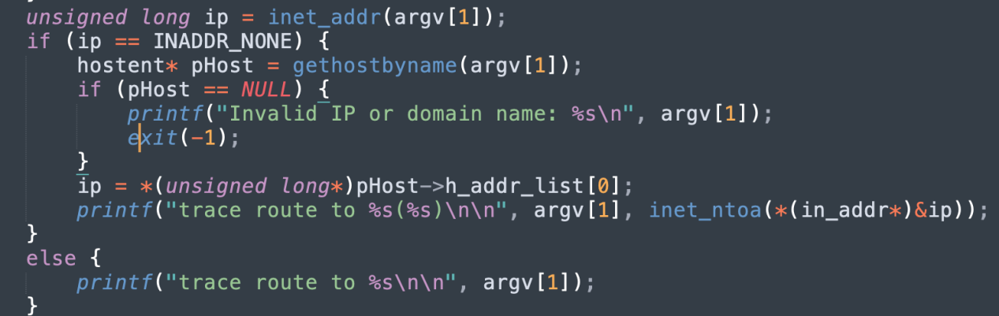 unsigned long ip = inet_addr(argv[1]);
if (ip == INADDR_NONE) {
    hostent* pHost = gethostbyname(argv[1]);
    if (pHost == NULL) {
        printf("Invalid IP or domain name: %s\n", argv[1]);
        exit(-1);
    }
    ip = *(unsigned long*)pHost->h_addr_list[0];
    printf("trace route to %s(%s)\n\n", argv[1], inet_ntoa(*(in_addr*)&ip));
}
else {
    printf("trace route to %s\n\n", argv[1]);
}